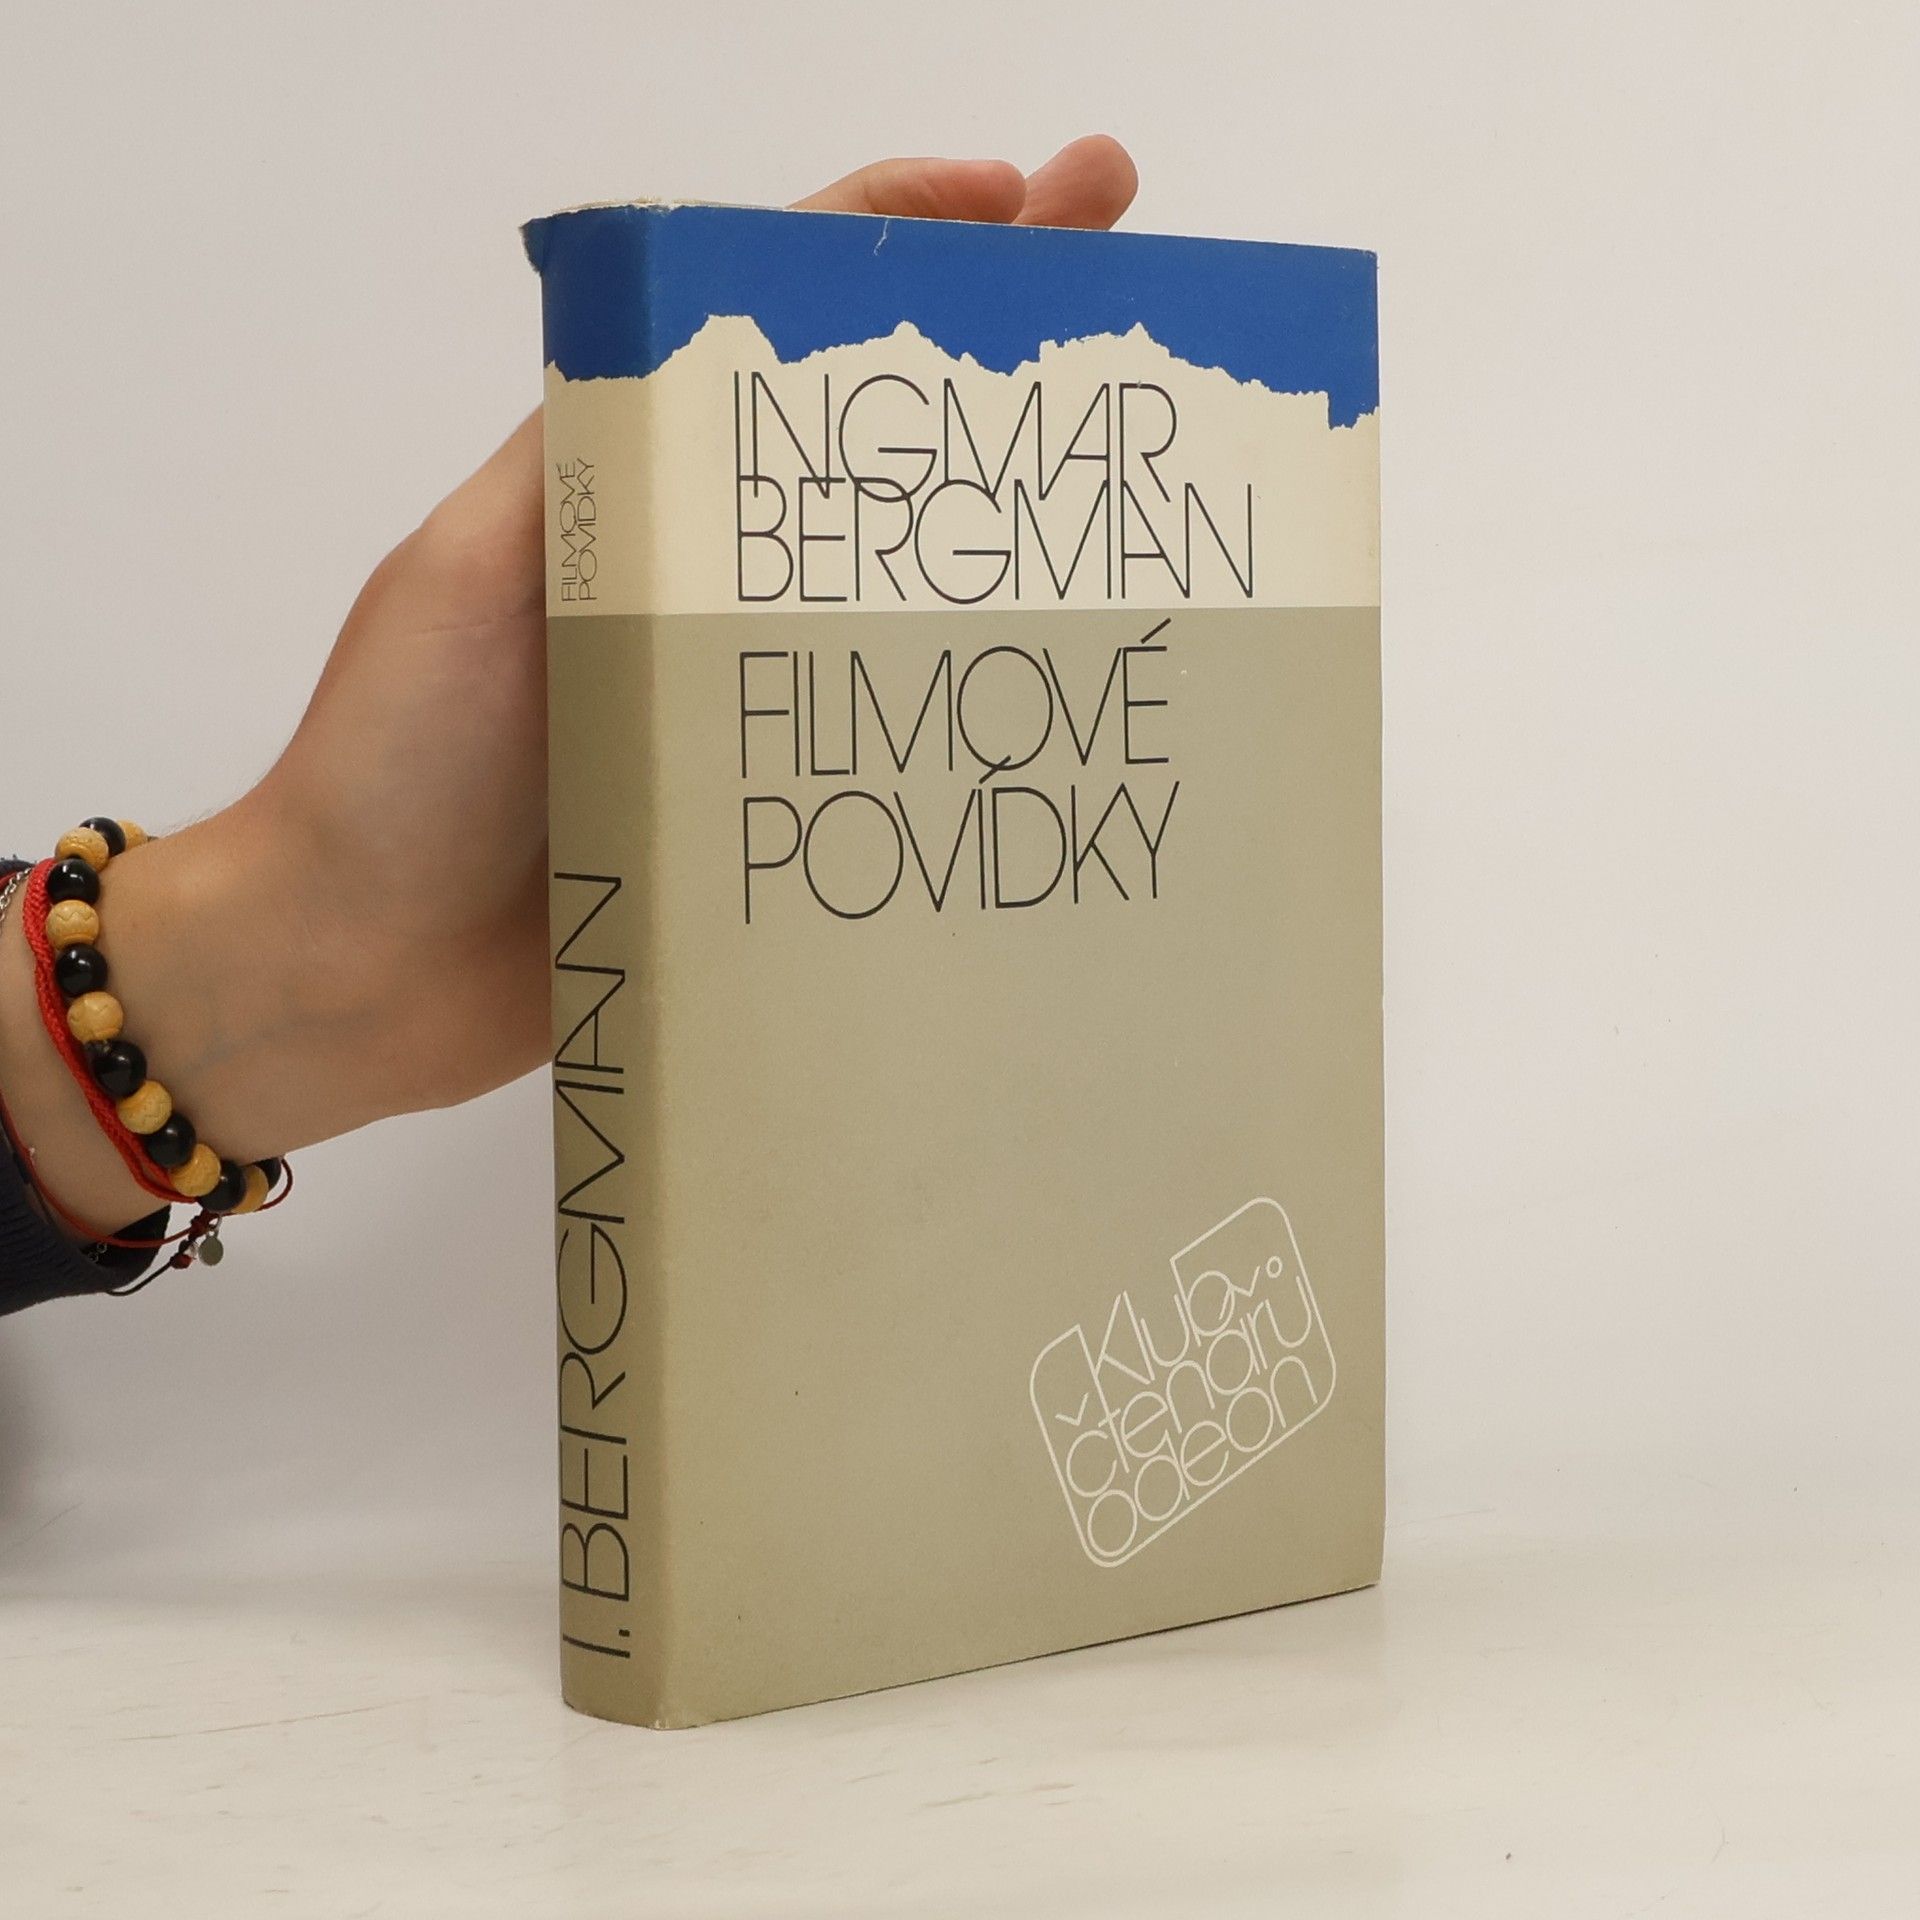 INGMAR
BERGMAN
FILMOVÉ
POVÍDKY
Klub
čtenářů
odeon
FILMOVÉ
POVÍDKY
I. BERGMAN